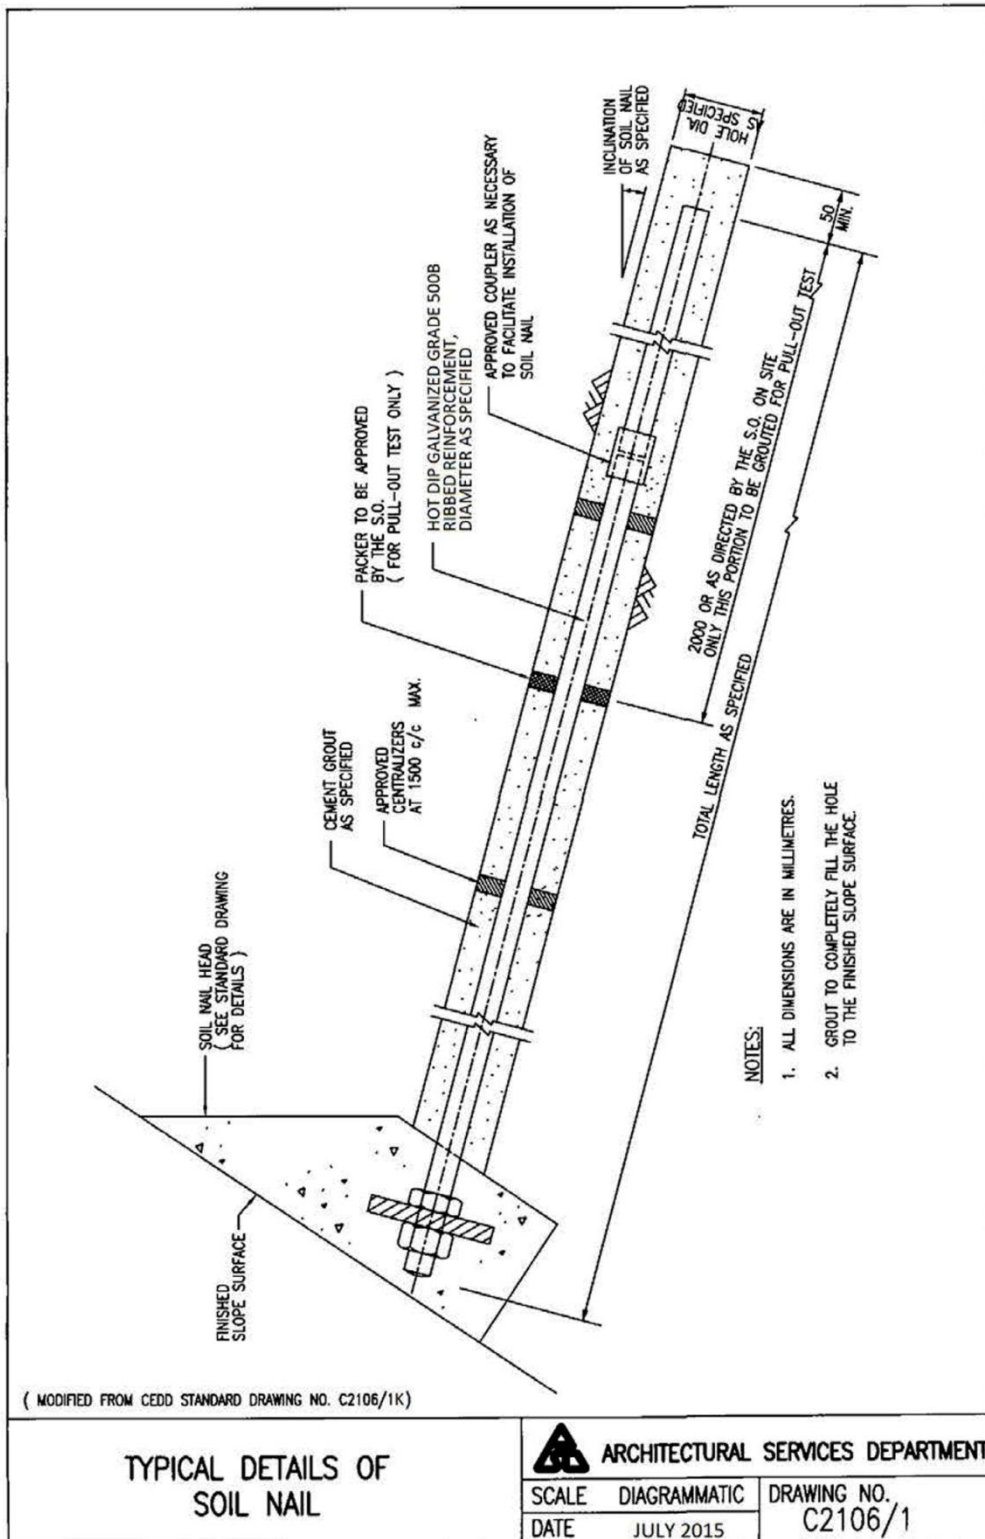 HOLE DIA.
AS SPECIFIED
INCLINATION
OF SOIL NAIL
AS SPECIFIED
APPROVED COUPLER AS NECESSARY
TO FACILITATE INSTALLATION OF
SOIL NAIL
50
MIN.
HOT DIP GALVANIZED GRADE 500B
RIBBED REINFORCEMENT,
DIAMETER AS SPECIFIED
PACKER TO BE APPROVED
BY THE S.O.
( FOR PULL-OUT TEST ONLY )
2000 OR AS DIRECTED BY THE S.O. ON SITE
ONLY THIS PORTION TO BE GROUTED FOR PULL-OUT TEST
TOTAL LENGTH AS SPECIFIED
CEMENT GROUT
AS SPECIFIED
APPROVED
CENTRALIZERS
AT 1500 c/c MAX.
SOIL NAIL HEAD
( SEE STANDARD DRAWING
FOR DETAILS )
FINISHED
SLOPE SURFACE
NOTES:
1. ALL DIMENSIONS ARE IN MILLIMETRES.
2. GROUT TO COMPLETELY FILL THE HOLE
TO THE FINISHED SLOPE SURFACE.
( MODIFIED FROM CEDD STANDARD DRAWING NO. C2106/1K)
TYPICAL DETAILS OF
SOIL NAIL
ARCHITECTURAL SERVICES DEPARTMENT
SCALE DIAGRAMMATIC
DRAWING NO.
C2106/1
DATE JULY 2015